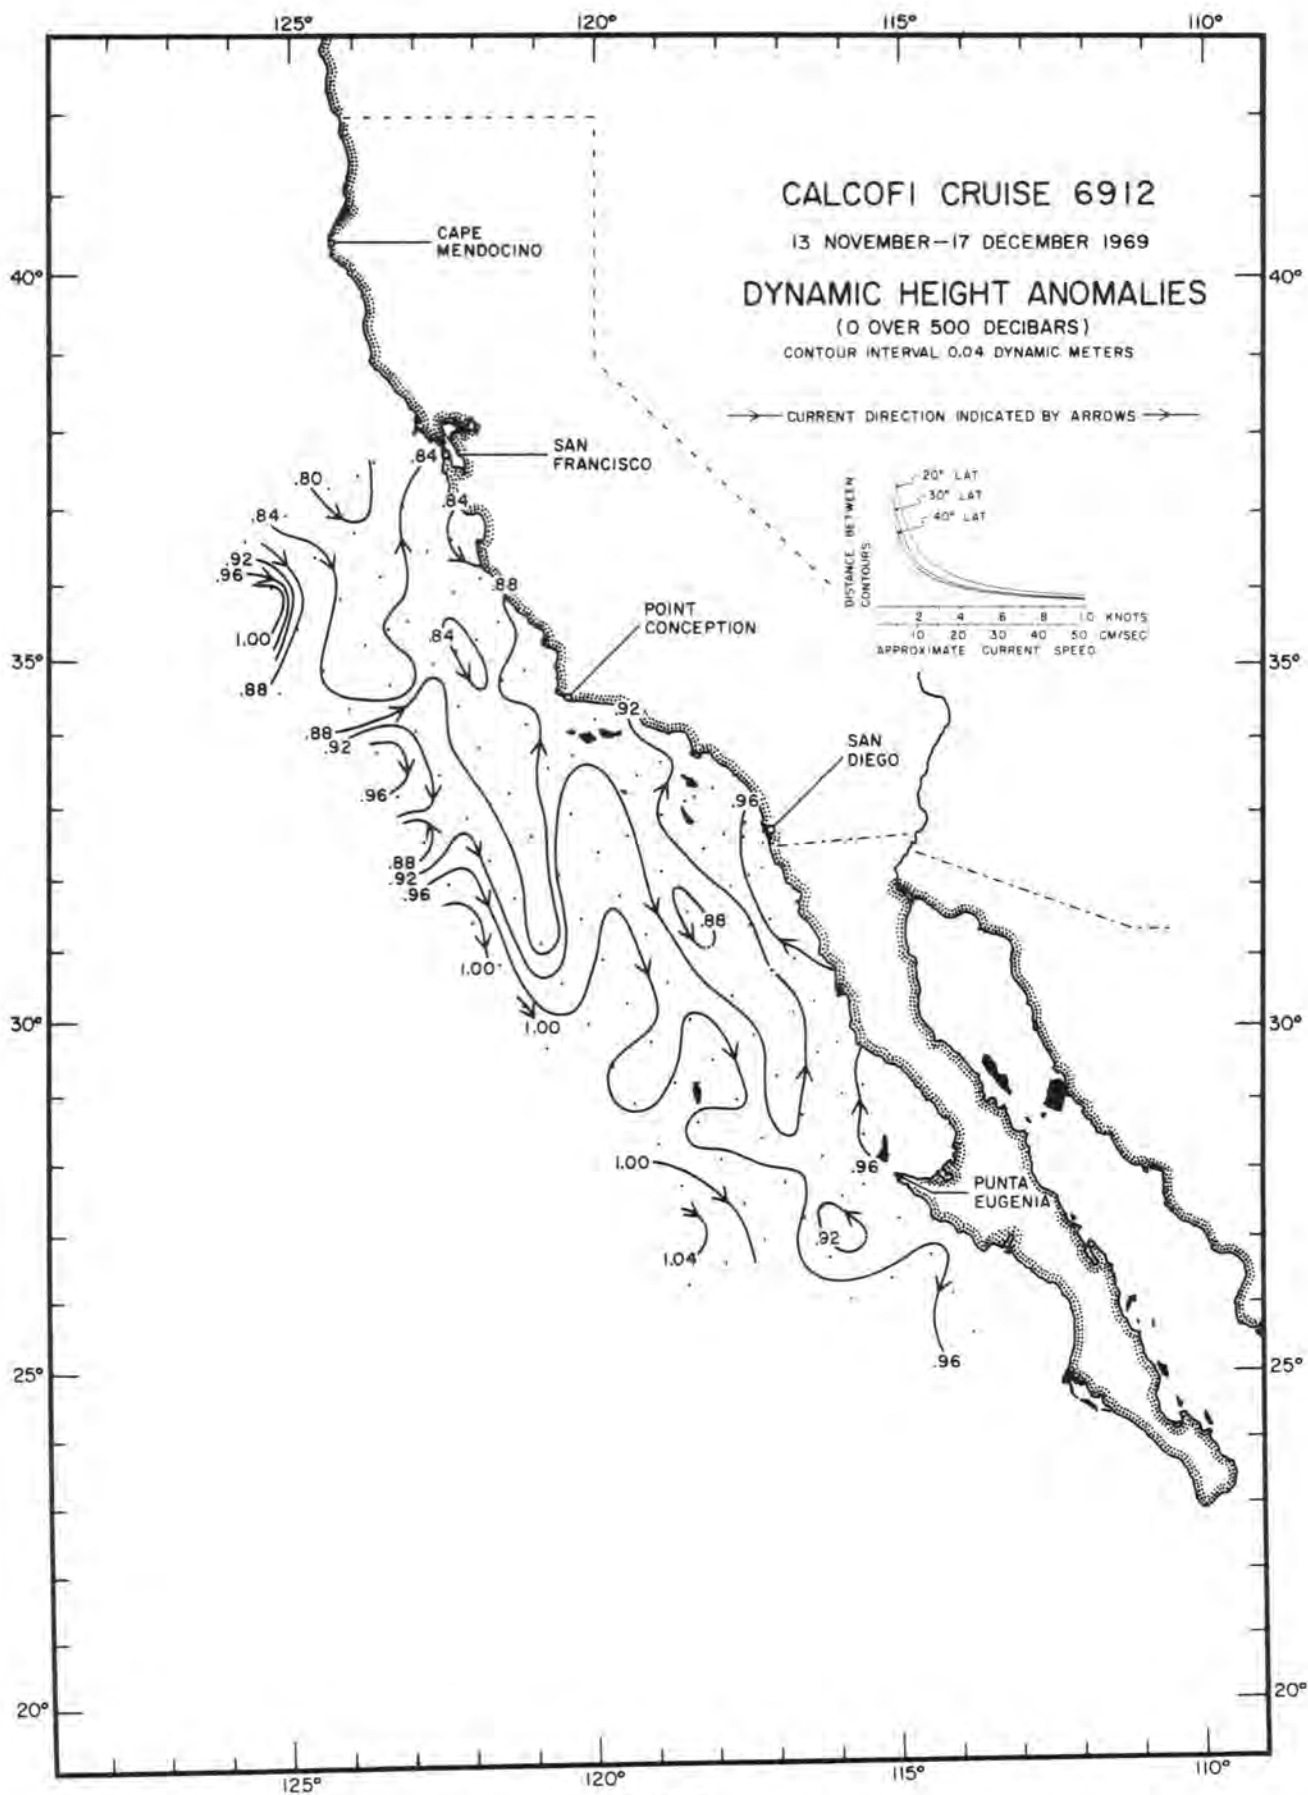 125° 120° 115° 110°
CALCOFI CRUISE 6912
13 NOVEMBER–17 DECEMBER 1969
DYNAMIC HEIGHT ANOMALIES
(0 OVER 500 DECIBARS)
CONTOUR INTERVAL 0.04 DYNAMIC METERS
CURRENT DIRECTION INDICATED BY ARROWS
CAPE
MENDOCINO
40° 40°
SAN
FRANCISCO
.84
.80
.84
.84
.92
.96
.88
1.00
.84
.88
20° LAT
30° LAT
40° LAT
DISTANCE BETWEEN
CONTOURS
.2 .4 .6 .8 1.0 KNOTS
10 20 30 40 50 CM/SEC
APPROXIMATE CURRENT SPEED
POINT
CONCEPTION
35° 35°
.88
.92
.92
SAN
DIEGO
.96
.96
.88
.92
.96
.88
1.00
1.00
30° 30°
1.00
.96
PUNTA
EUGENIA
.92
1.04
.96
25° 25°
20° 20°
125° 120° 115° 110°